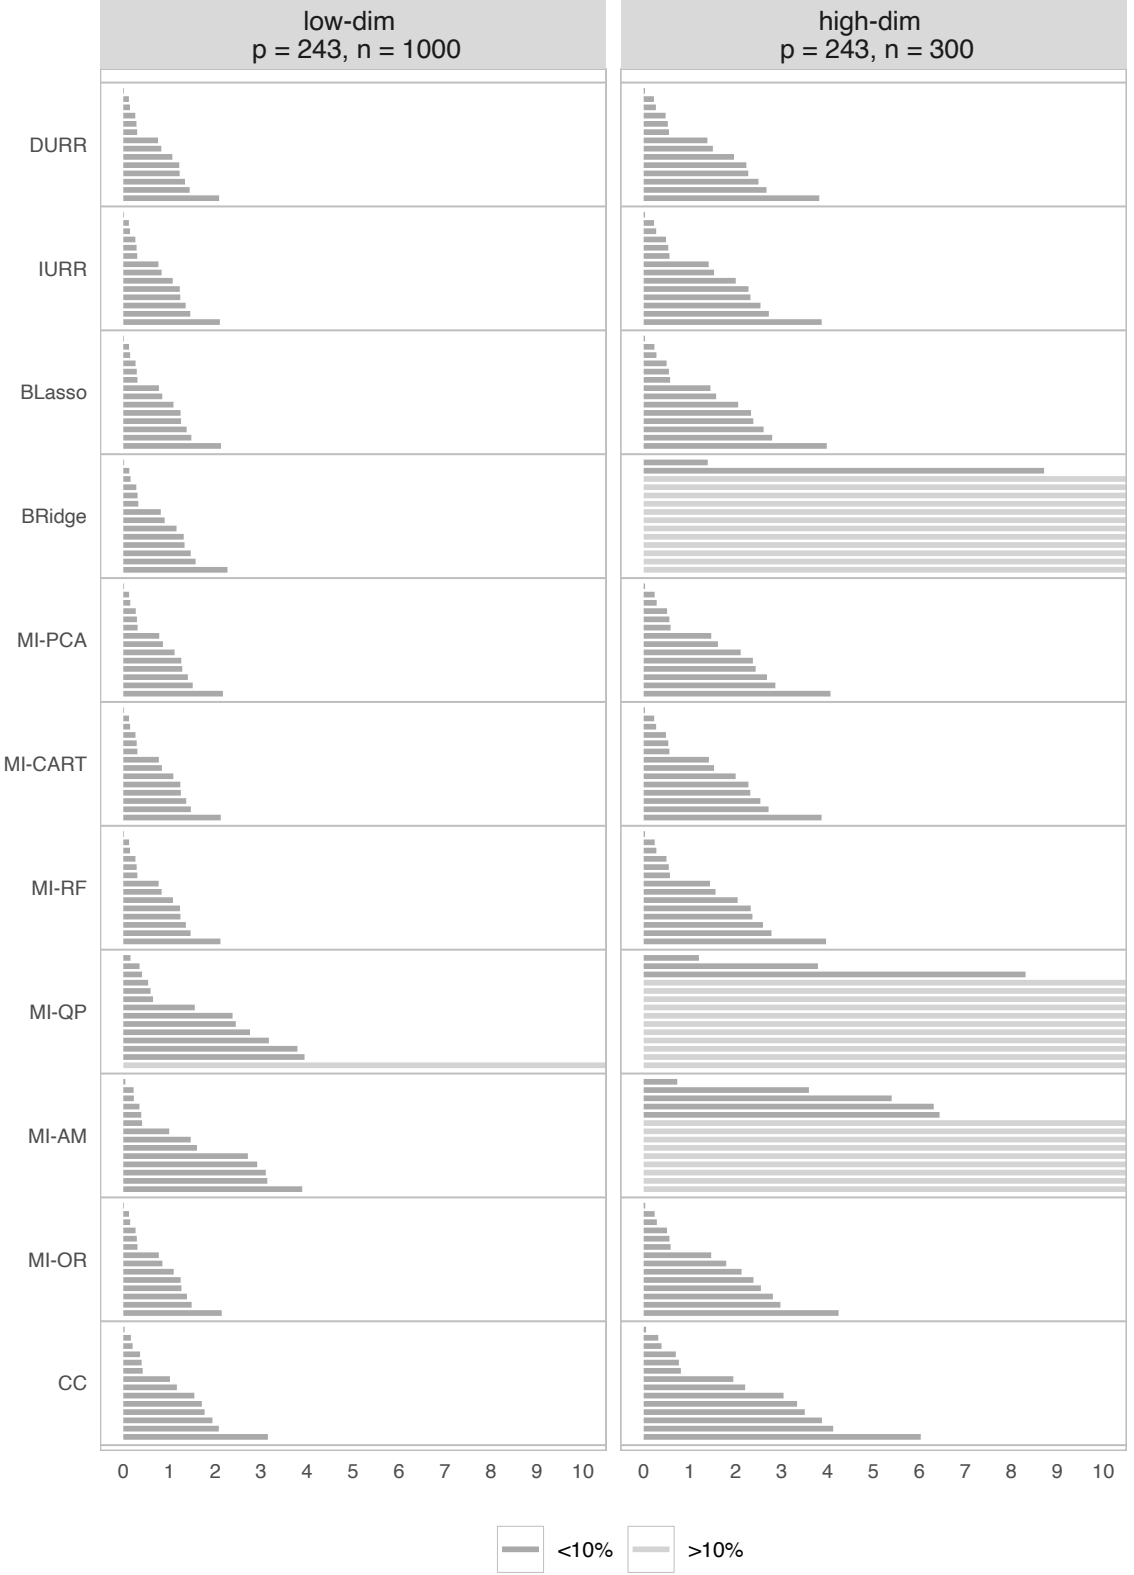 low-dim
p = 243, n = 1000
high-dim
p = 243, n = 300
DURR
IURR
BLasso
BRidge
MI-PCA
MI-CART
MI-RF
MI-QP
MI-AM
MI-OR
CC
0 1 2 3 4 5 6 7 8 9 10
0 1 2 3 4 5 6 7 8 9 10
<10% >10%